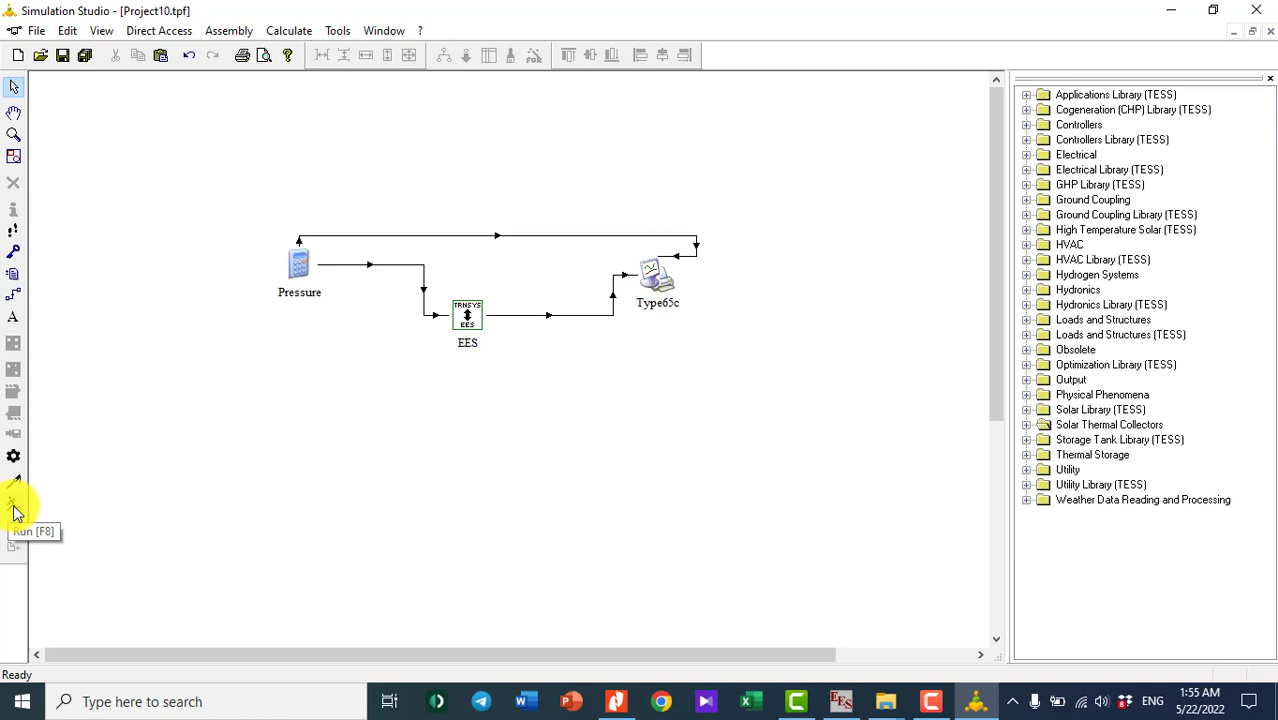 Simulation Studio - [Project10.tpf]
File Edit View Direct Access Assembly Calculate Tools Window ?
Applications Library (TESS)
Cogeneration (CHP) Library (TESS)
Controllers
Controllers Library (TESS)
Electrical
Electrical Library (TESS)
GHP Library (TESS)
Ground Coupling
Ground Coupling Library (TESS)
High Temperature Solar (TESS)
HVAC
HVAC Library (TESS)
Hydrogen Systems
Hydronics
Hydronics Library (TESS)
Loads and Structures
Loads and Structures (TESS)
Obsolete
Optimization Library (TESS)
Output
Physical Phenomena
Solar Library (TESS)
Solar Thermal Collectors
Storage Tank Library (TESS)
Thermal Storage
Utility
Utility Library (TESS)
Weather Data Reading and Processing
Pressure
TRNSYS
EES
EES
Type65c
A
Run [F8]
Ready
Type here to search
EES
ENG
1:55 AM
5/22/2022